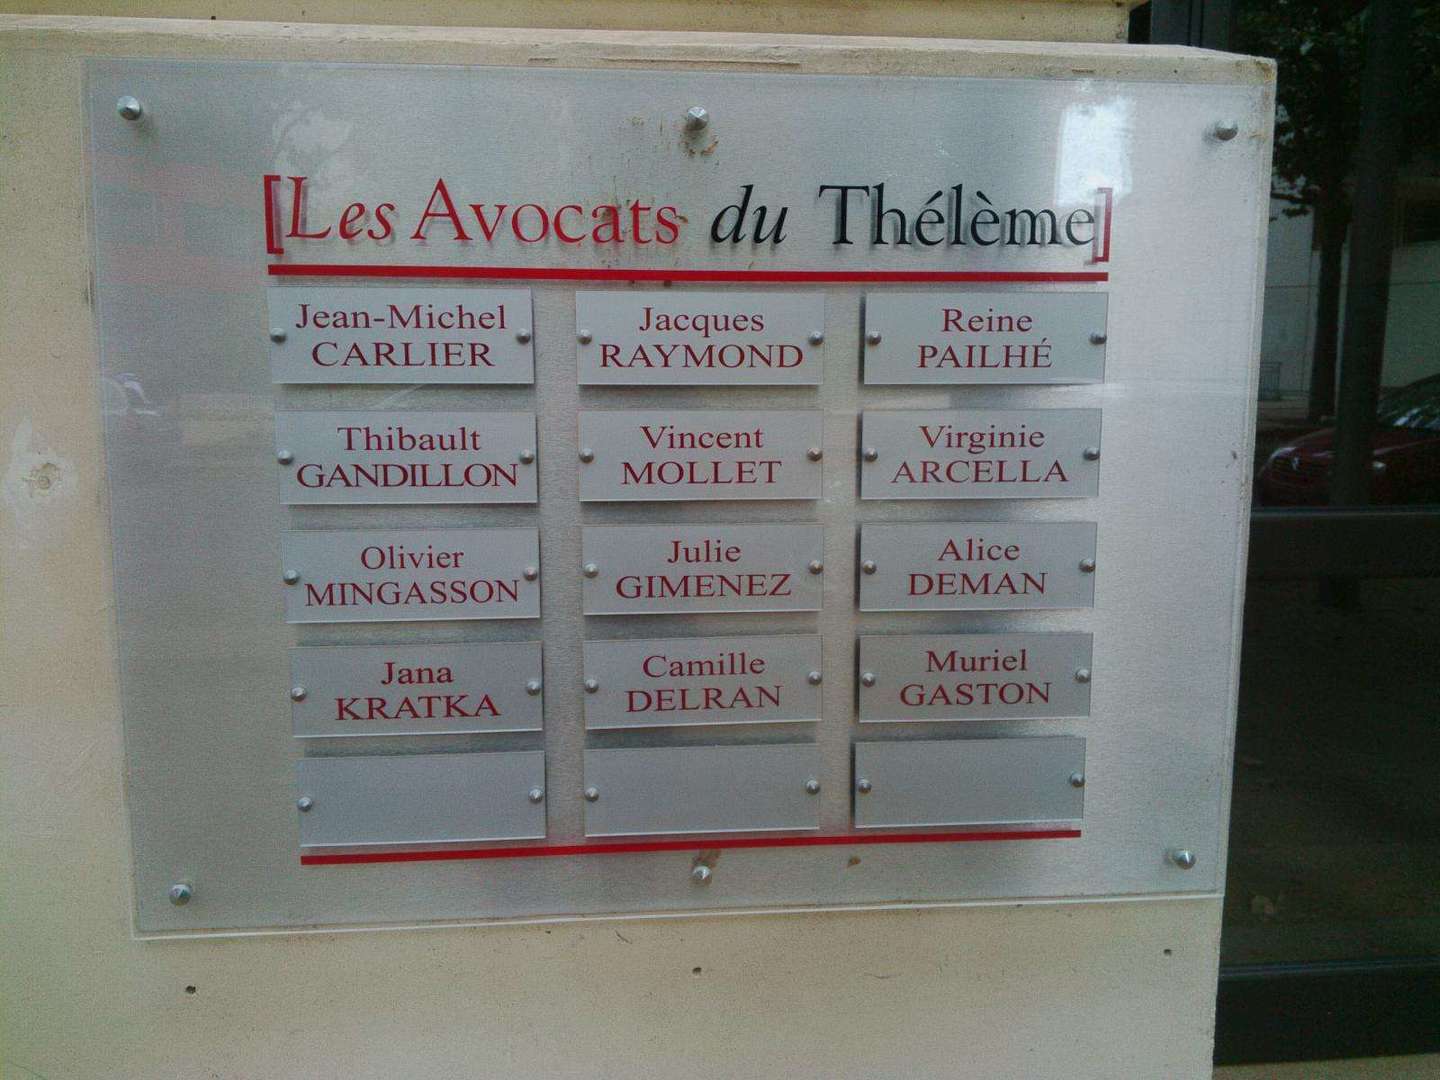 [Les Avocats du Thélème]
Jean-Michel
CARLIER
Jacques
RAYMOND
Reine
PAILHÉ
Thibault
GANDILLON
Vincent
MOLLET
Virginie
ARCELLA
Olivier
MINGASSON
Julie
GIMENEZ
Alice
DEMAN
Jana
KRATKA
Camille
DELRAN
Muriel
GASTON